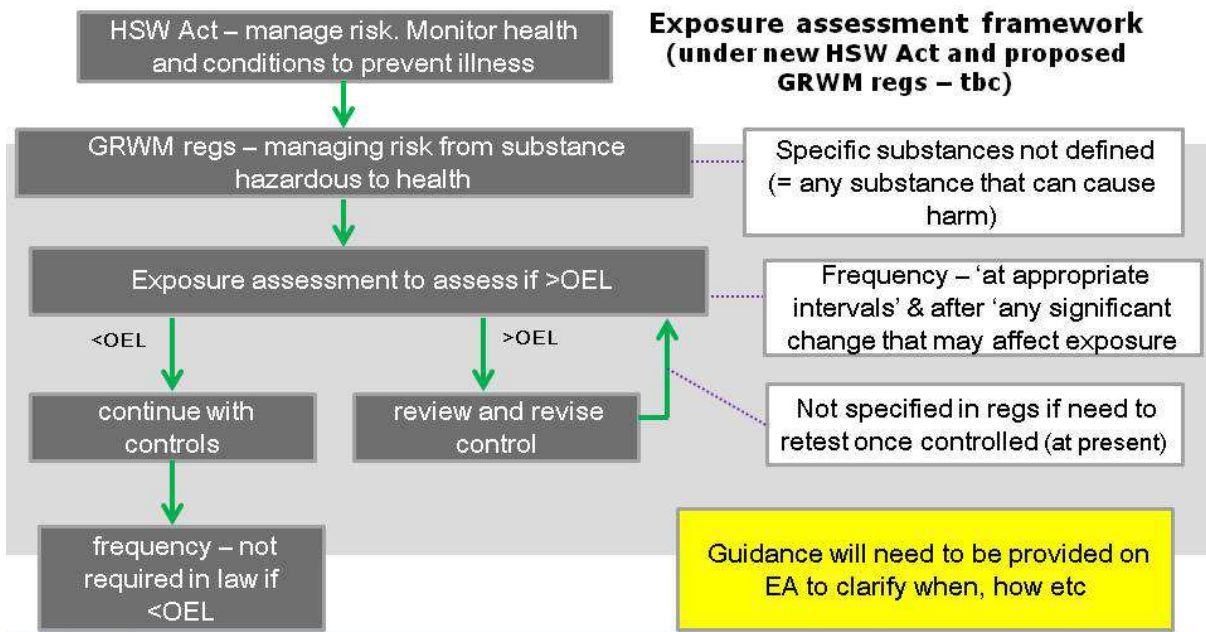 HSW Act – manage risk. Monitor health
and conditions to prevent illness
Exposure assessment framework
(under new HSW Act and proposed
GRWM regs – tbc)
GRWM regs – managing risk from substance
hazardous to health
Specific substances not defined
(= any substance that can cause
harm)
Exposure assessment to assess if >OEL
Frequency – ‘at appropriate
intervals’ & after ‘any significant
change that may affect exposure
<OEL
>OEL
continue with
controls
review and revise
control
Not specified in regs if need to
retest once controlled (at present)
frequency – not
required in law if
<OEL
Guidance will need to be provided on
EA to clarify when, how etc